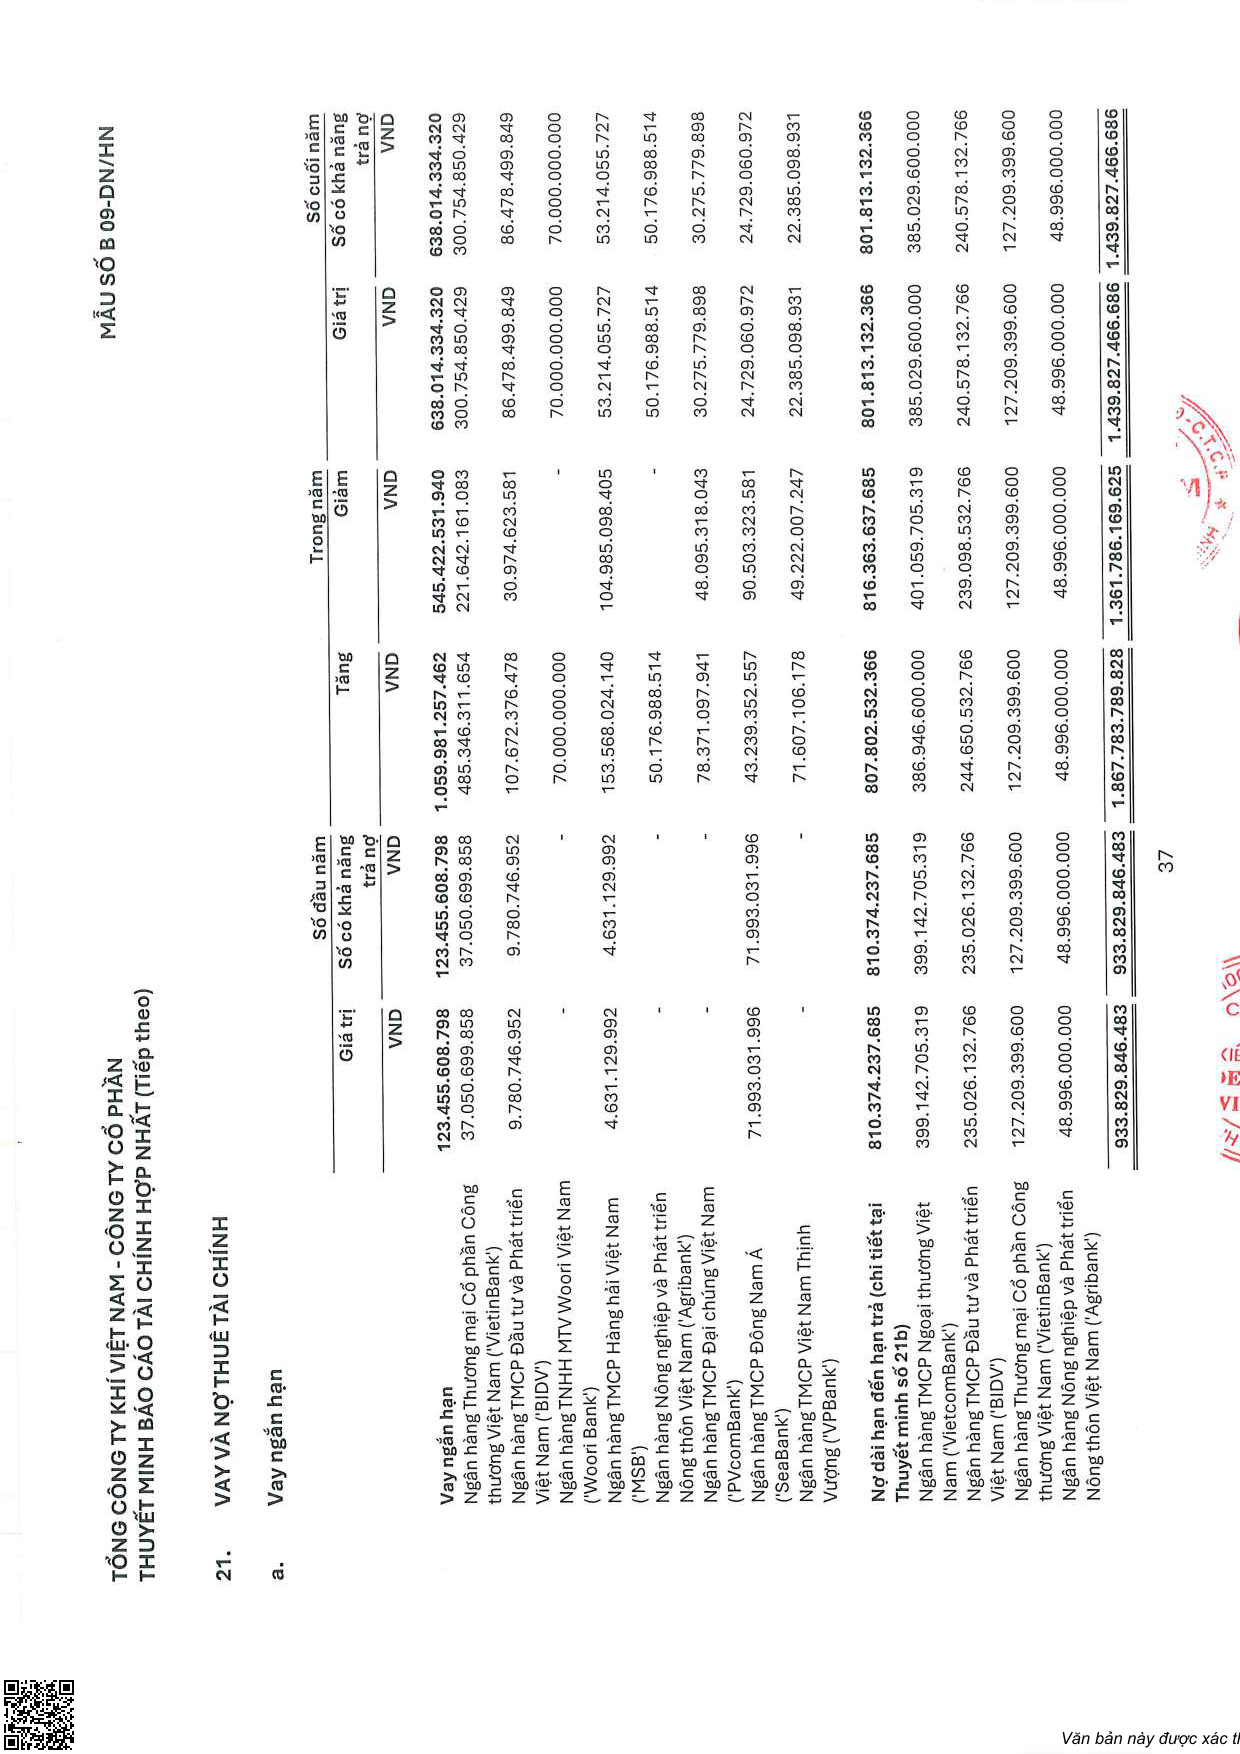 TỔNG CÔNG TY KHÍ VIỆT NAM - CÔNG TY CỔ PHẦN MẪU SỐ B 09-DN/HN
THUYẾT MINH BÁO CÁO TÀI CHÍNH HỢP NHẤT (Tiếp theo)
21. VAY VÀ NỢ THUÊ TÀI CHÍNH
a. Vay ngắn hạn
Số đầu năm Trong năm Số cuối năm
Giá trị Số có khả năng Tăng Giảm Giá trị Số có khả năng
trả nợ trả nợ
VND VND VND VND VND VND
Vay ngắn hạn 123.455.608.798 123.455.608.798 1.059.981.257.462 545.422.531.940 638.014.334.320 638.014.334.320
Ngân hàng Thương mại Cổ phần Công 37.050.699.858 37.050.699.858 485.346.311.654 221.642.161.083 300.754.850.429 300.754.850.429
thương Việt Nam ('VietinBank')
Ngân hàng TMCP Đầu tư và Phát triển 9.780.746.952 9.780.746.952 107.672.376.478 30.974.623.581 86.478.499.849 86.478.499.849
Việt Nam ('BIDV')
Ngân hàng TNHH MTV Woori Việt Nam - - 70.000.000.000 - 70.000.000.000 70.000.000.000
('Woori Bank')
Ngân hàng TMCP Hàng hải Việt Nam 4.631.129.992 4.631.129.992 153.568.024.140 104.985.098.405 53.214.055.727 53.214.055.727
('MSB')
Ngân hàng Nông nghiệp và Phát triển - - 50.176.988.514 - 50.176.988.514 50.176.988.514
Nông thôn Việt Nam ('Agribank')
Ngân hàng TMCP Đại chúng Việt Nam - - 78.371.097.941 48.095.318.043 30.275.779.898 30.275.779.898
('PVcomBank')
Ngân hàng TMCP Đông Nam Á 71.993.031.996 71.993.031.996 43.239.352.557 90.503.323.581 24.729.060.972 24.729.060.972
('SeaBank')
Ngân hàng TMCP Việt Nam Thịnh - - 71.607.106.178 49.222.007.247 22.385.098.931 22.385.098.931
Vượng ('VPBank')
Nợ dài hạn đến hạn trả (chi tiết tại 810.374.237.685 810.374.237.685 807.802.532.366 816.363.637.685 801.813.132.366 801.813.132.366
Thuyết minh số 21b)
Ngân hàng TMCP Ngoại thương Việt 399.142.705.319 399.142.705.319 386.946.600.000 401.059.705.319 385.029.600.000 385.029.600.000
Nam ('VietcomBank')
Ngân hàng TMCP Đầu tư và Phát triển 235.026.132.766 235.026.132.766 244.650.532.766 239.098.532.766 240.578.132.766 240.578.132.766
Việt Nam ('BIDV')
Ngân hàng Thương mại Cổ phần Công 127.209.399.600 127.209.399.600 127.209.399.600 127.209.399.600 127.209.399.600 127.209.399.600
thương Việt Nam ('VietinBank')
Ngân hàng Nông nghiệp và Phát triển 48.996.000.000 48.996.000.000 48.996.000.000 48.996.000.000 48.996.000.000 48.996.000.000
Nông thôn Việt Nam ('Agribank')
933.829.846.483 933.829.846.483 1.867.783.789.828 1.361.786.169.625 1.439.827.466.686 1.439.827.466.686
37
Văn bản này được xác